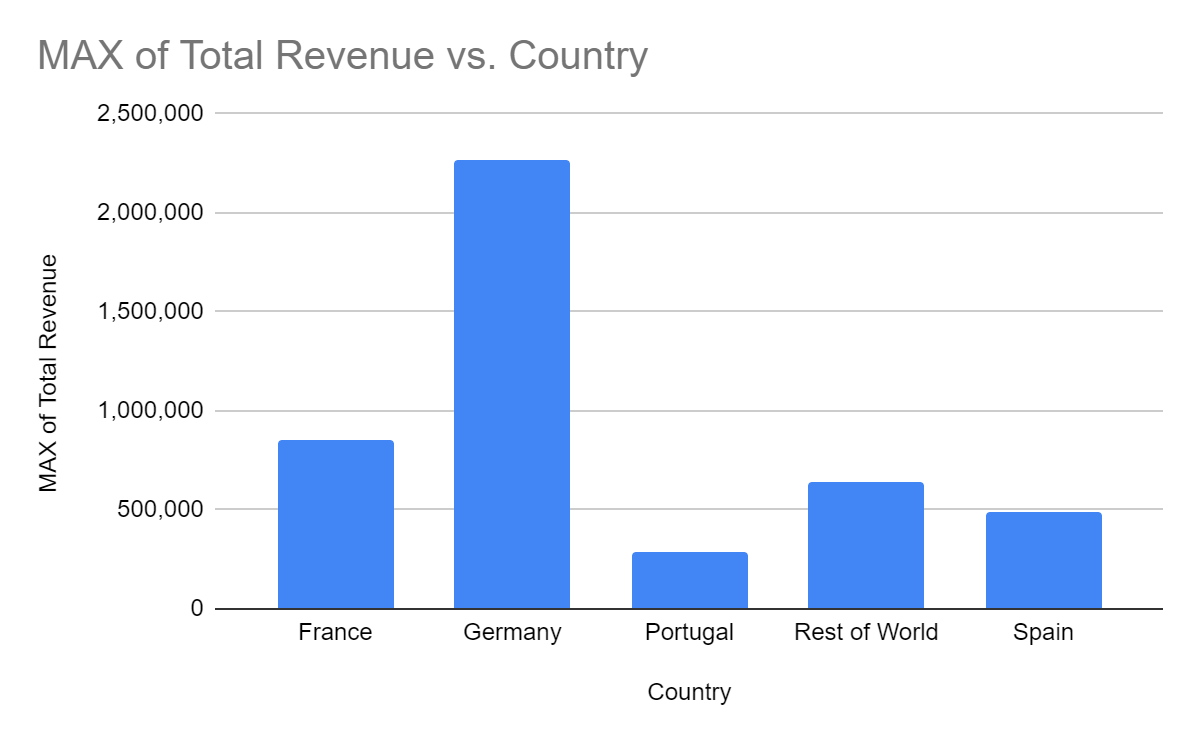 MAX of Total Revenue vs. Country
2,500,000
2,000,000
1,500,000
1,000,000
500,000
0
MAX of Total Revenue
France
Germany
Portugal
Rest of World
Spain
Country